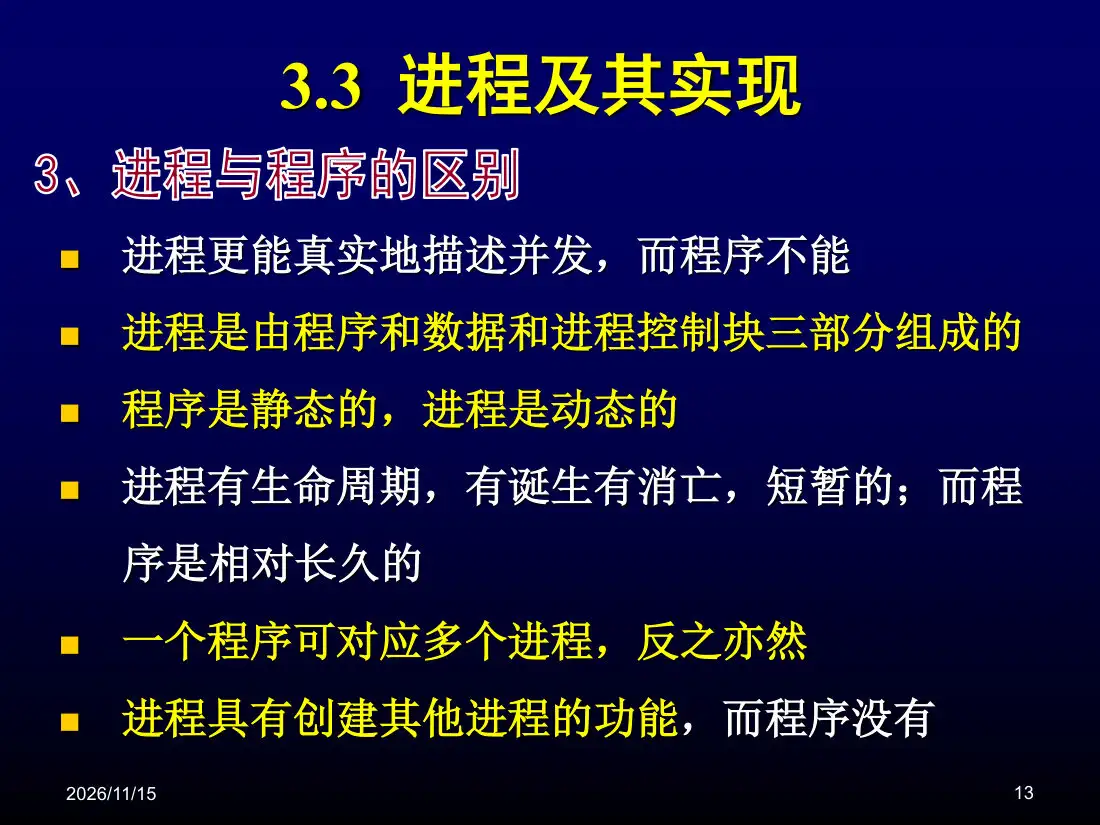 3.3 进程及其实现
3、进程与程序的区别
■ 进程更能真实地描述并发，而程序不能
■ 进程是由程序和数据和进程控制块三部分组成的
■ 程序是静态的，进程是动态的
■ 进程有生命周期，有诞生有消亡，短暂的；而程
序是相对长久的
■ 一个程序可对应多个进程，反之亦然
■ 进程具有创建其他进程的功能，而程序没有
2026/11/15
13